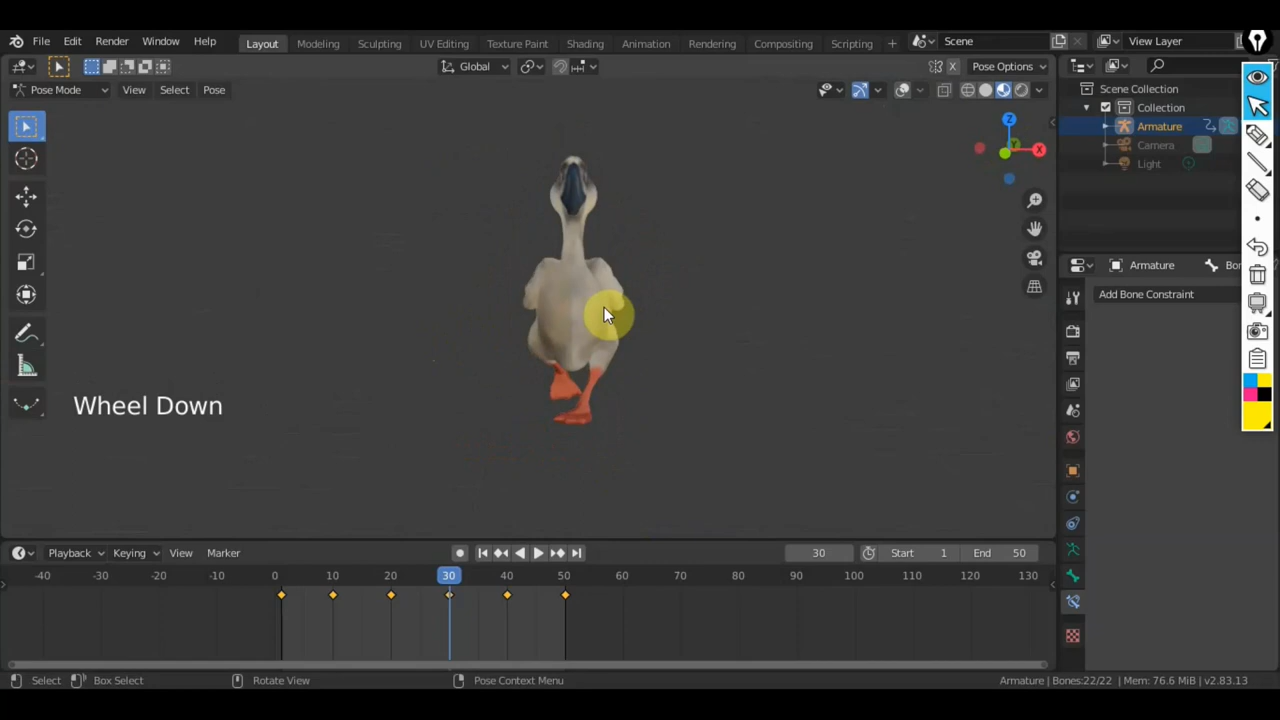 File Edit Render Window Help Layout Modeling Sculpting UV Editing Texture Paint Shading Animation Rendering Compositing Scripting Scene View Layer
Global Pose Options
Pose Mode View Select Pose
Scene Collection
Collection
Armature
Camera
Light
Z
Y
X
Armature Bon
Add Bone Constraint
Wheel Down
Playback Keying View Marker 30 Start 1 End 50
-40 -30 -20 -10 0 10 20 30 40 50 60 70 80 90 100 110 120 130
Select Box Select Rotate View Pose Context Menu Armature | Bones:22/22 | Mem: 76.6 MiB | v2.83.13